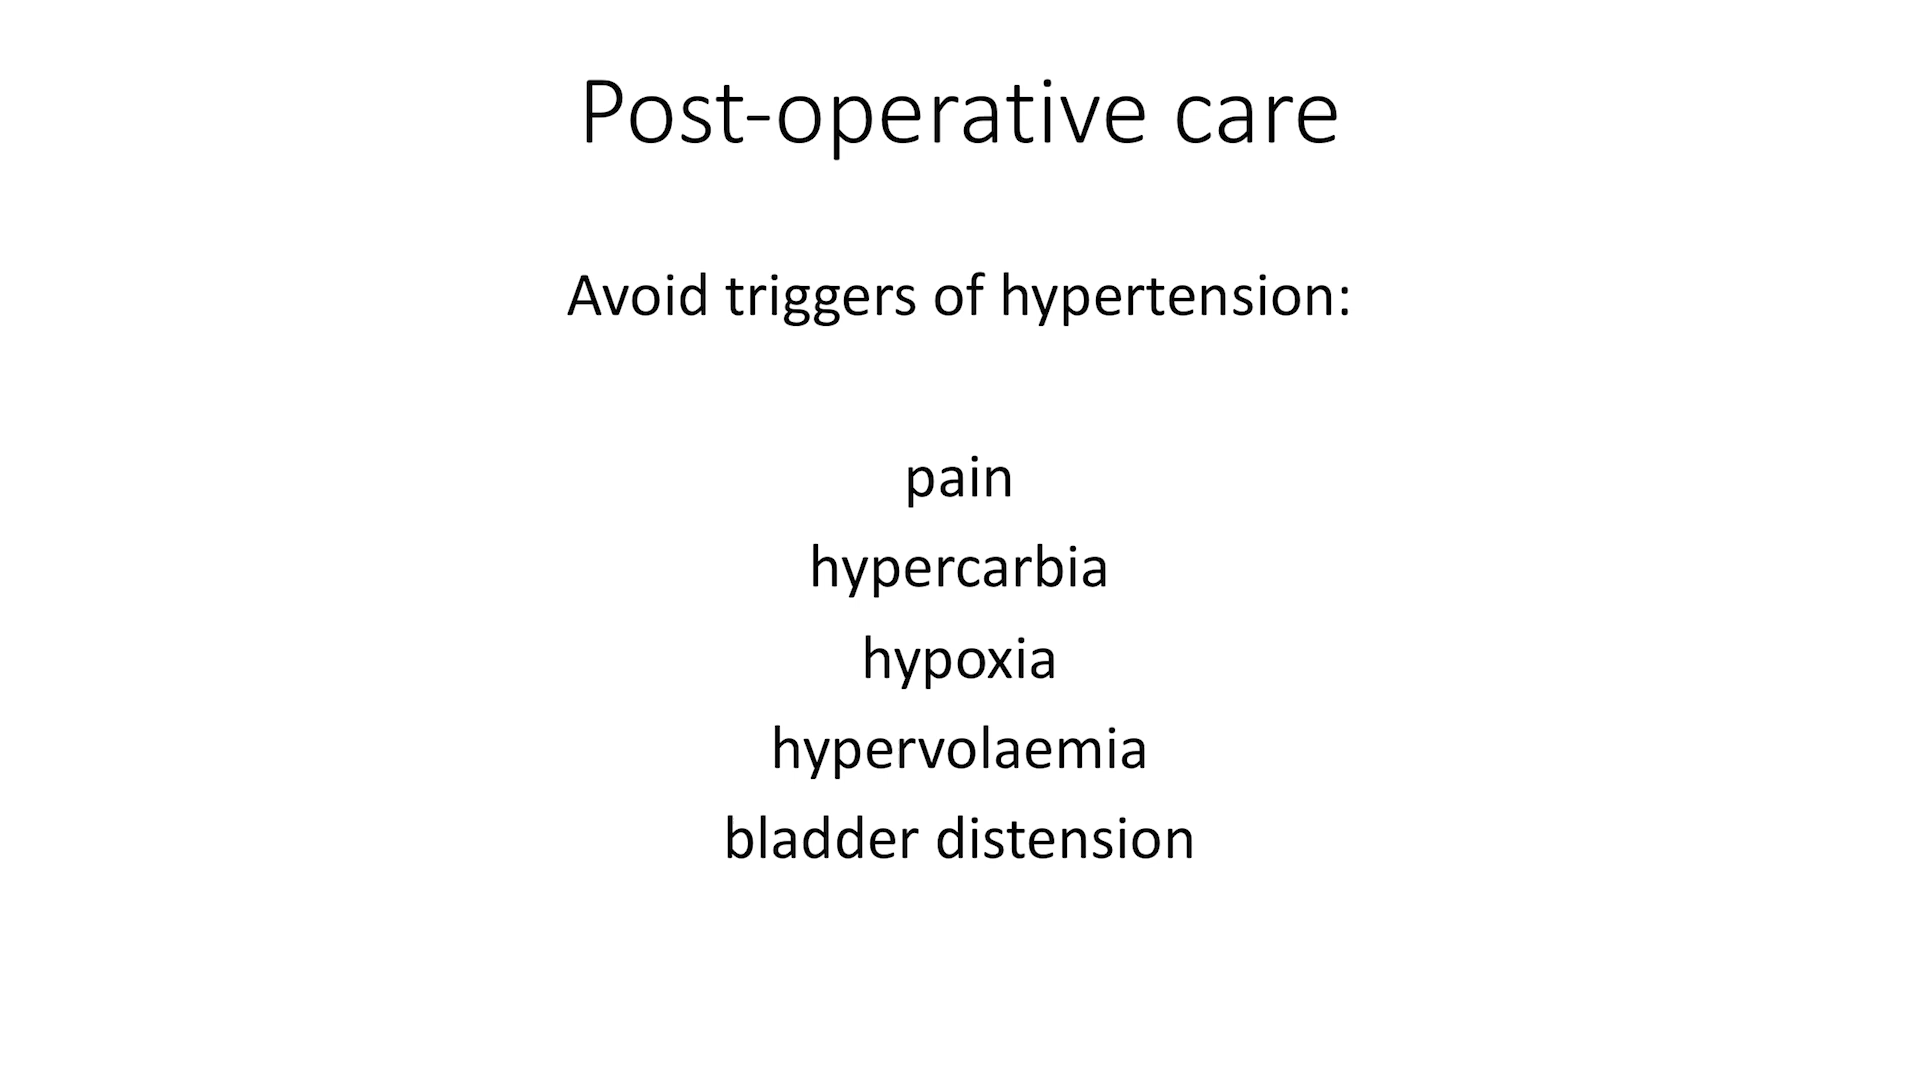 Post-operative care
Avoid triggers of hypertension:
pain
hypercarbia
hypoxia
hypervolaemia
bladder distension